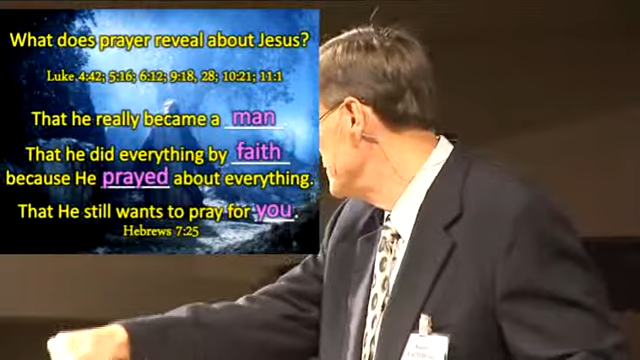 What does prayer reveal about Jesus?
Luke 4:42; 5:16; 6:12; 9:18, 28; 10:21; 11:1
That he really became a man.
That he did everything by faith
because He prayed about everything.
That He still wants to pray for you.
Hebrews 7:25